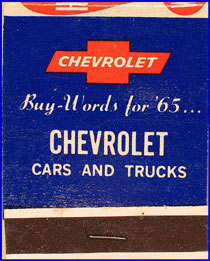 CHEVROLET
Buy-Words for '65...
CHEVROLET
CARS AND TRUCKS